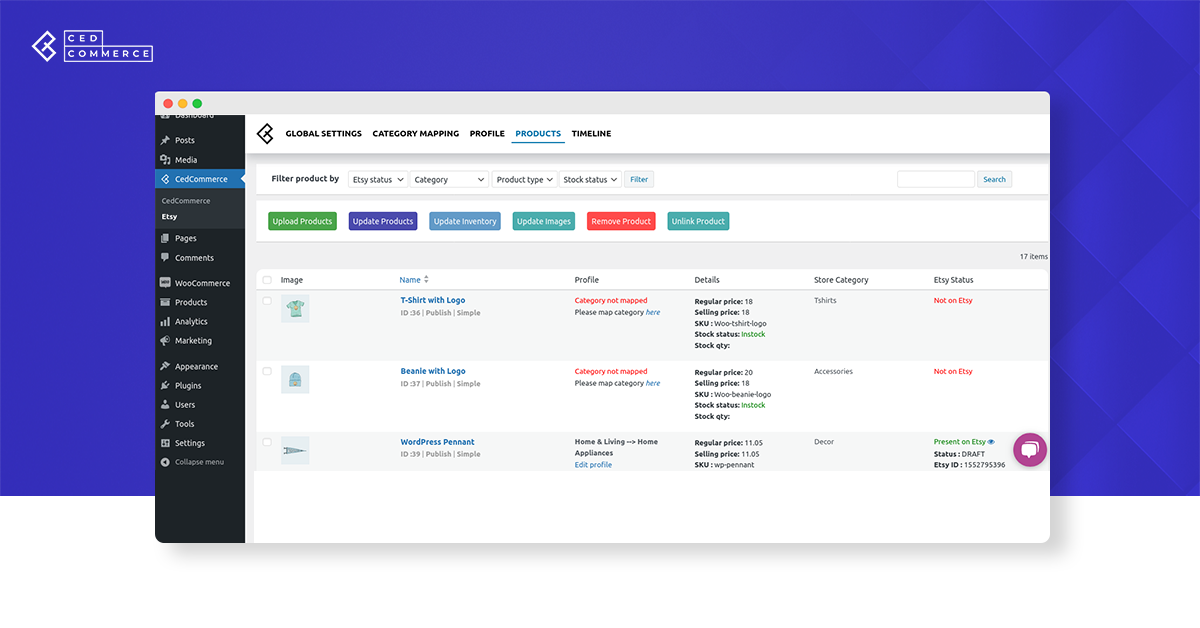 CED
COMMERCE
Dashboard
Posts
Media
CedCommerce
CedCommerce
Etsy
Pages
Comments
WooCommerce
Products
Analytics
Marketing
Appearance
Plugins
Users
Tools
Settings
Collapse menu
GLOBAL SETTINGS CATEGORY MAPPING PROFILE PRODUCTS TIMELINE
Filter product by Etsy status Category Product type Stock status Filter Search
Upload Products Update Products Update Inventory Update Images Remove Product Unlink Product
17 items
Image Name Profile Details Store Category Etsy Status
T-Shirt with Logo
ID :36 | Publish | Simple
Category not mapped
Please map category here
Regular price: 18
Selling price: 18
SKU : Woo-tshirt-logo
Stock status: Instock
Stock qty:
Tshirts
Not on Etsy
Beanie with Logo
ID :37 | Publish | Simple
Category not mapped
Please map category here
Regular price: 20
Selling price: 18
SKU : Woo-beanie-logo
Stock status: Instock
Stock qty:
Accessories
Not on Etsy
WordPress Pennant
ID :39 | Publish | Simple
Home & Living --> Home
Appliances
Edit profile
Regular price: 11.05
Selling price: 11.05
SKU : wp-pennant
Decor
Present on Etsy
Status : DRAFT
Etsy ID : 1552795396